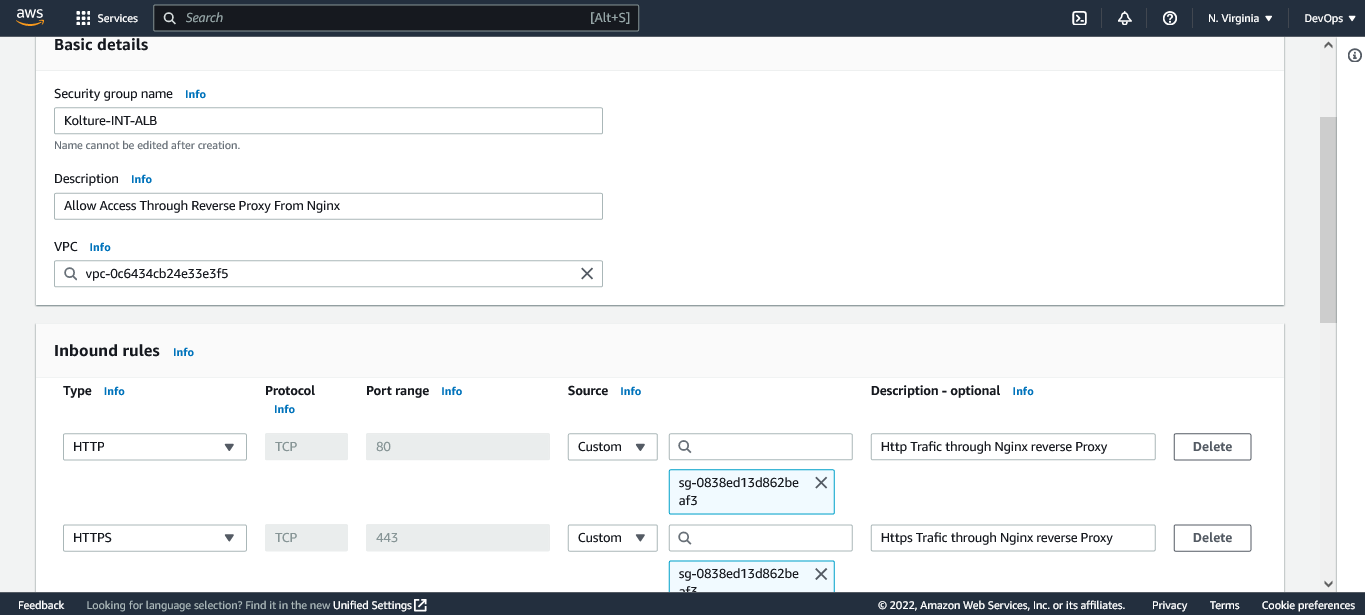 aws Services Search [Alt+S] N. Virginia DevOps
Basic details
Security group name Info
Kolture-INT-ALB
Name cannot be edited after creation.
Description Info
Allow Access Through Reverse Proxy From Nginx
VPC Info
vpc-0c6434cb24e33e3f5
Inbound rules Info
Type Info Protocol Port range Info Source Info Description - optional Info
Info
HTTP TCP 80 Custom Http Trafic through Nginx reverse Proxy Delete
sg-0838ed13d862be
af3
HTTPS TCP 443 Custom Https Trafic through Nginx reverse Proxy Delete
sg-0838ed13d862be
af3
Feedback Looking for language selection? Find it in the new Unified Settings © 2022, Amazon Web Services, Inc. or its affiliates. Privacy Terms Cookie preferences